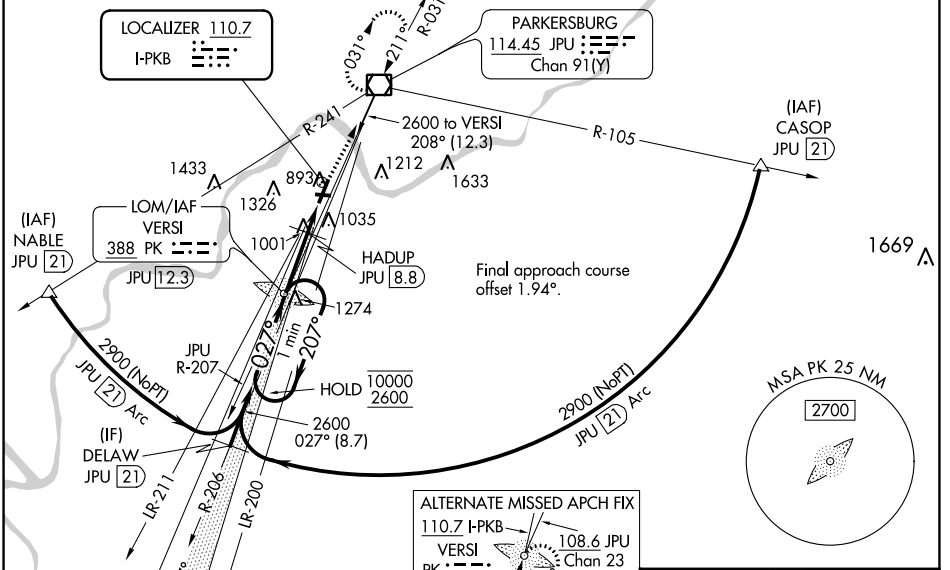 LOCALIZER 110.7
I-PKB
PARKERSBURG
114.45 JPU
Chan 91(Y)
R-031
031°
211°
R-241
2600 to VERSI
208° (12.3)
R-105
(IAF)
CASOP
JPU 21
1433
1326
893
1212
1633
LOM/IAF
VERSI
388 PK
JPU 12.3
(IAF)
NABLE
JPU 21
1001
1035
HADUP
JPU 8.8
1274
1669
Final approach course
offset 1.94°.
027°
1 min
207°
JPU
R-207
HOLD 10000
2600
2900 (NoPT)
JPU 21 Arc
2600
027° (8.7)
2900 (NoPT)
JPU 21 Arc
(IF)
DELAW
JPU 21
LR-211
R-206
LR-200
MSA PK 25 NM
2700
ALTERNATE MISSED APCH FIX
110.7 I-PKB
108.6 JPU
VERSI
Chan 23
PK